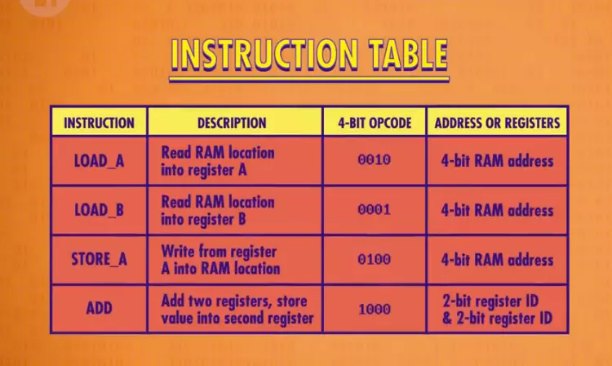 INSTRUCTION TABLE
INSTRUCTION DESCRIPTION 4-BIT OPCODE ADDRESS OR REGISTERS
LOAD_A Read RAM location into register A 0010 4-bit RAM address
LOAD_B Read RAM location into register B 0001 4-bit RAM address
STORE_A Write from register A into RAM location 0100 4-bit RAM address
ADD Add two registers, store value into second register 1000 2-bit register ID & 2-bit register ID